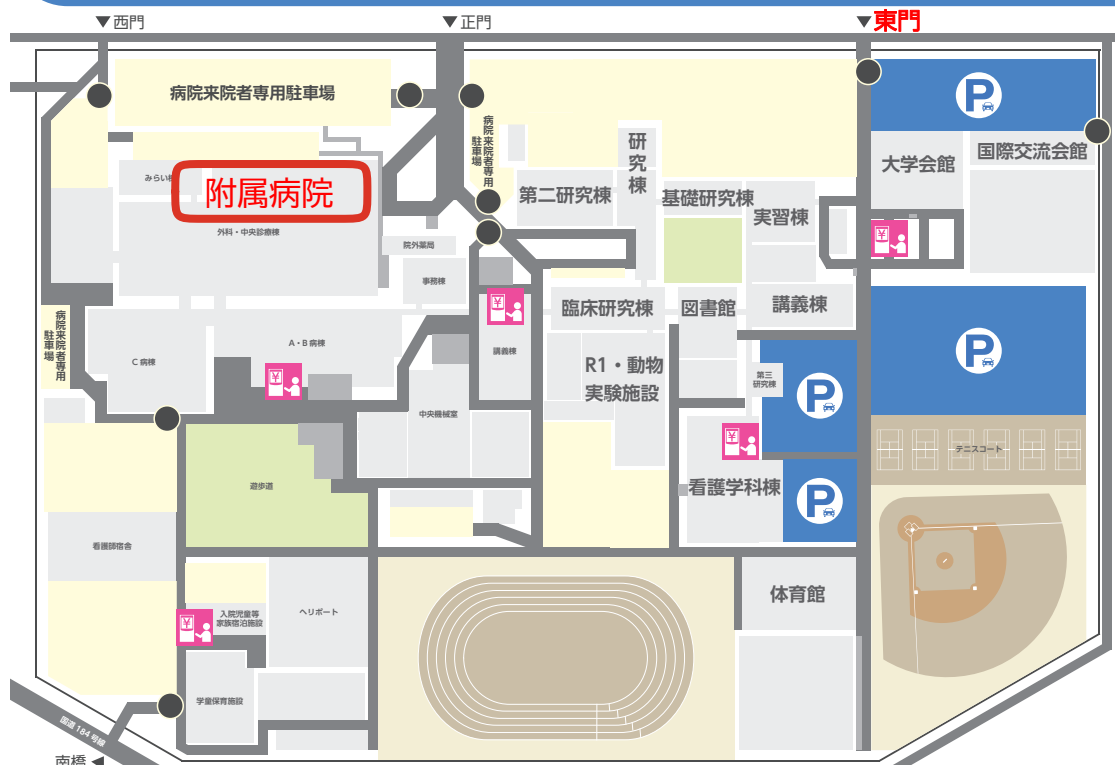 ▼西門
▼正門
▼東門
病院来院者専用駐車場
病院来院者専用
駐車場
研究棟
大学会館
国際交流会館
みらい棟
附属病院
第二研究棟
基礎研究棟
実習棟
外科・中央診療棟
院外薬局
事務棟
臨床研究棟
図書館
講義棟
病院来院者専用
駐車場
A・B 病棟
C 病棟
講義棟
R1・動物
実験施設
第三
研究棟
中央機械室
テニスコート
遊歩道
看護学科棟
看護師宿舎
入院児童等
家族宿泊施設
ヘリポート
体育館
学童保育施設
国道 184 号線
南橋 ◀
P
P
P
P
¥
¥
¥
¥
¥